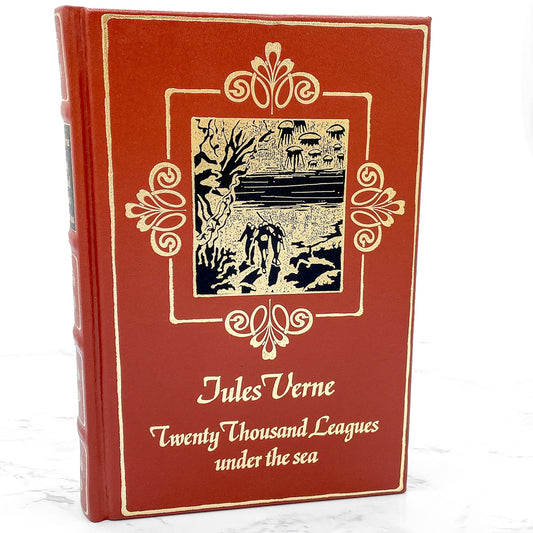 Jules Verne
Twenty Thousand Leagues
under the sea